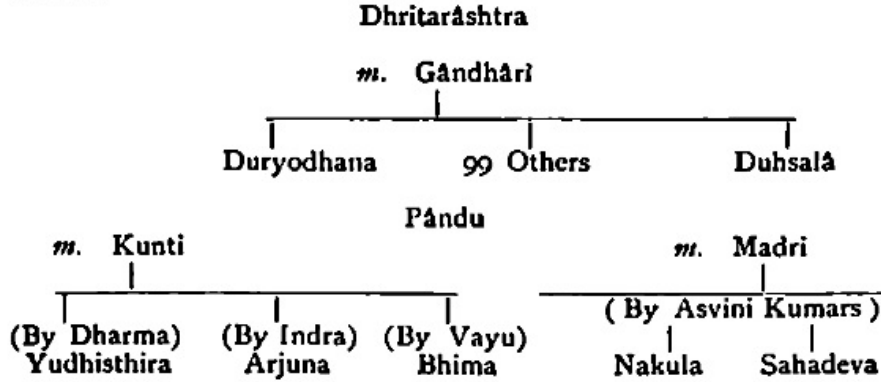 Dhritarâshtra
m. Gândhârî
Duryodhana 99 Others Duhsalâ
Pându
m. Kunti m. Madri
(By Dharma) (By Indra) (By Vayu) (By Asvini Kumars)
Yudhisthira Arjuna Bhima Nakula Sahadeva